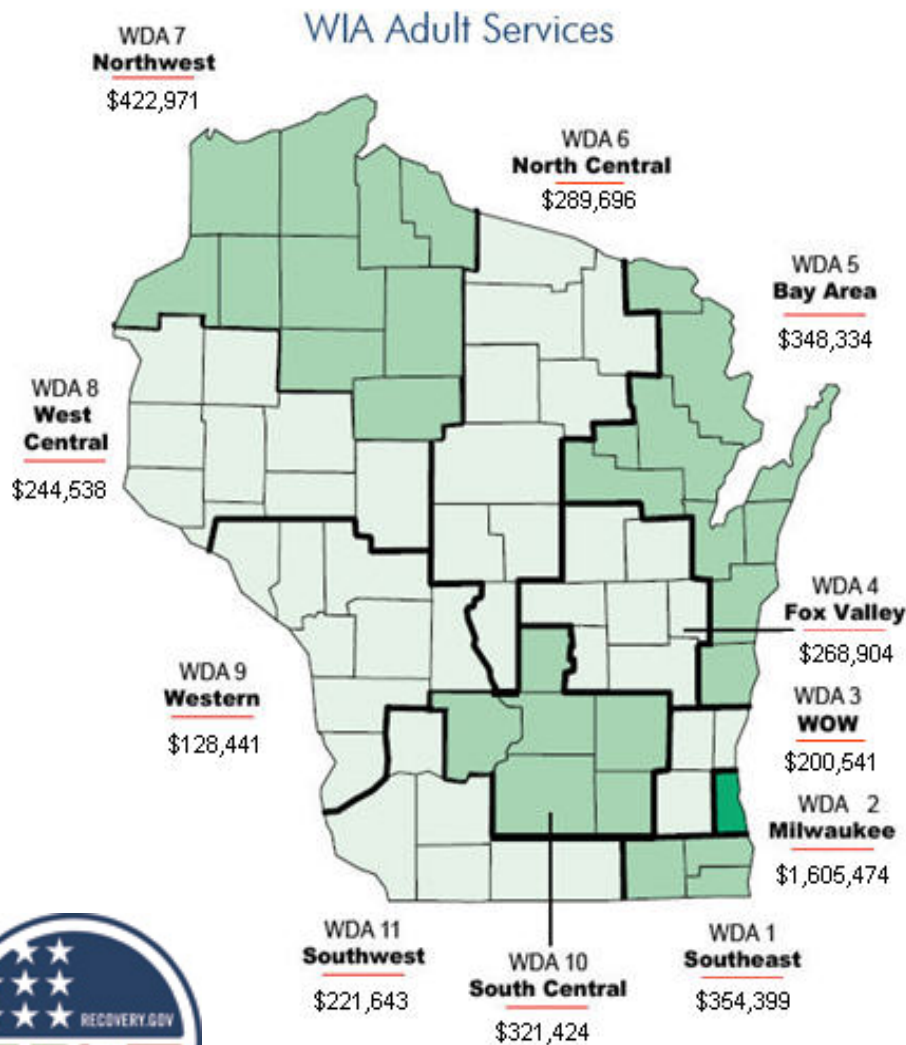 WIA Adult Services
WDA 7
Northwest
$422,971
WDA 6
North Central
$289,696
WDA 5
Bay Area
$348,334
WDA 8
West
Central
$244,538
WDA 4
Fox Valley
$268,904
WDA 9
Western
$128,441
WDA 3
WOW
$200,541
WDA 2
Milwaukee
$1,605,474
WDA 11
Southwest
$221,643
WDA 10
South Central
$321,424
WDA 1
Southeast
$354,399
RECOVERY.GOV